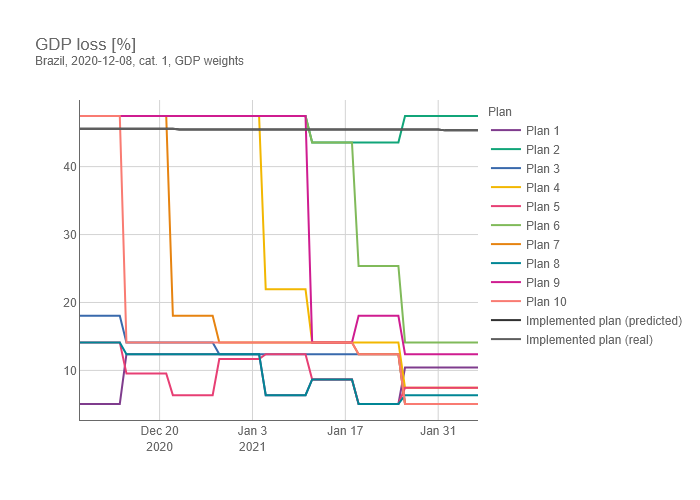 GDP loss [%]
Brazil, 2020-12-08, cat. 1, GDP weights
40
30
20
10
Dec 20
2020
Jan 3
2021
Jan 17
Jan 31
Plan
Plan 1
Plan 2
Plan 3
Plan 4
Plan 5
Plan 6
Plan 7
Plan 8
Plan 9
Plan 10
Implemented plan (predicted)
Implemented plan (real)